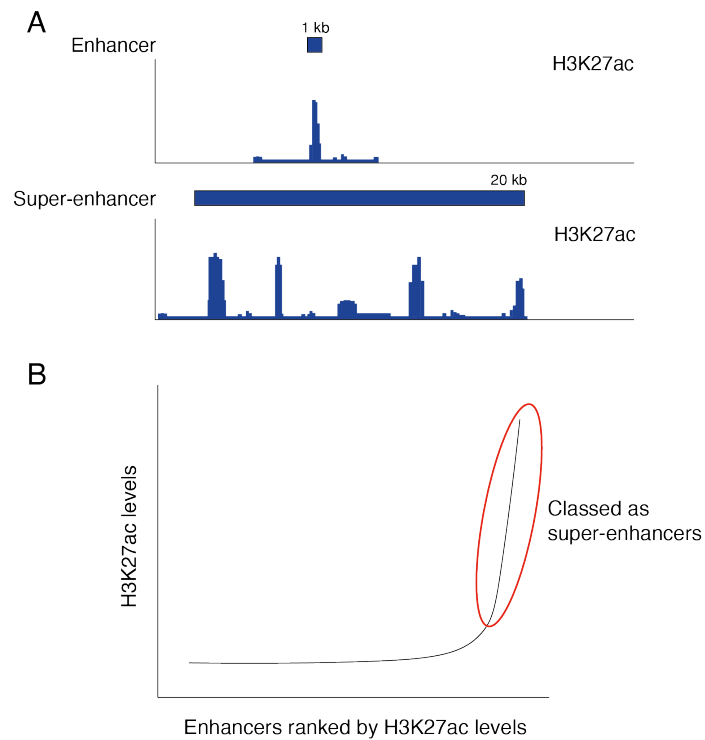 A
1 kb
Enhancer
H3K27ac
20 kb
Super-enhancer
H3K27ac
B
H3K27ac levels
Classed as
super-enhancers
Enhancers ranked by H3K27ac levels